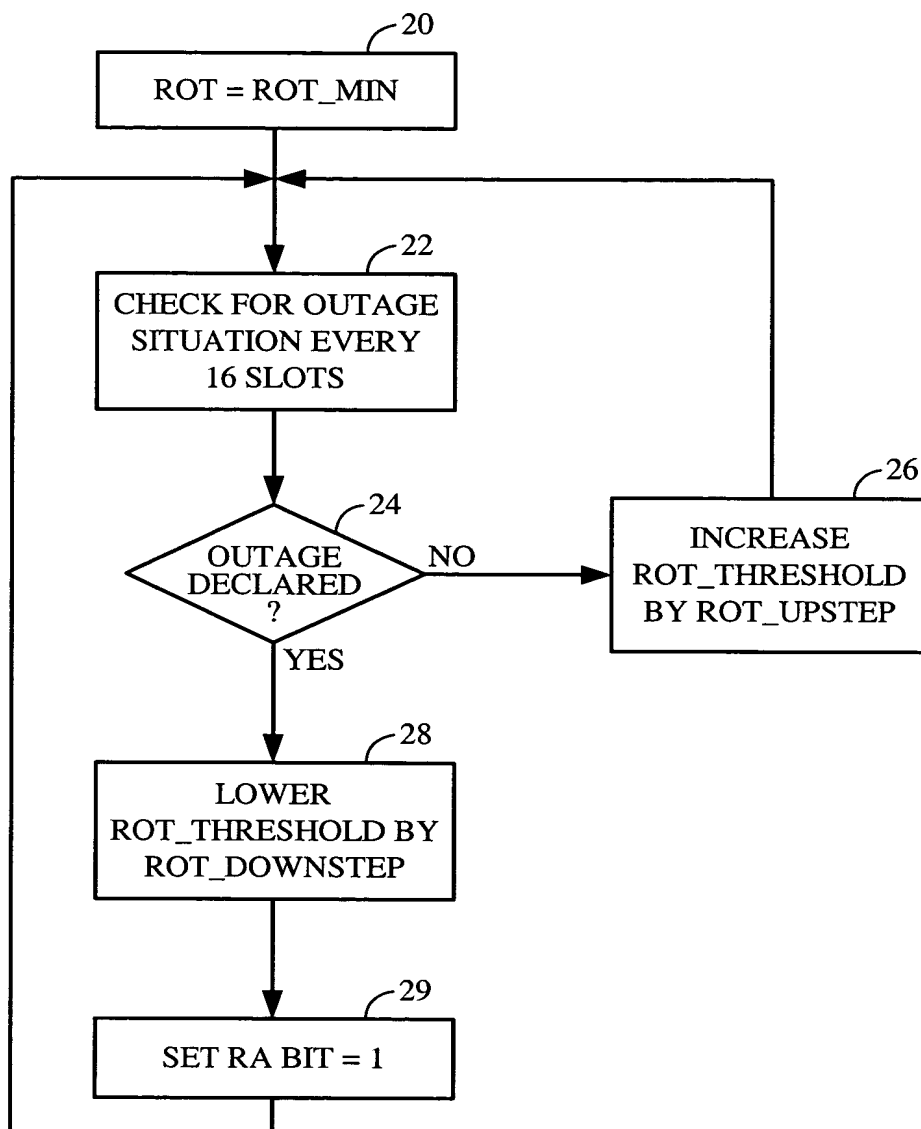 20
ROT = ROT_MIN
22
CHECK FOR OUTAGE
SITUATION EVERY
16 SLOTS
24
OUTAGE
DECLARED
?
NO
26
INCREASE
ROT_THRESHOLD
BY ROT_UPSTEP
YES
28
LOWER
ROT_THRESHOLD BY
ROT_DOWNSTEP
29
SET RA BIT = 1